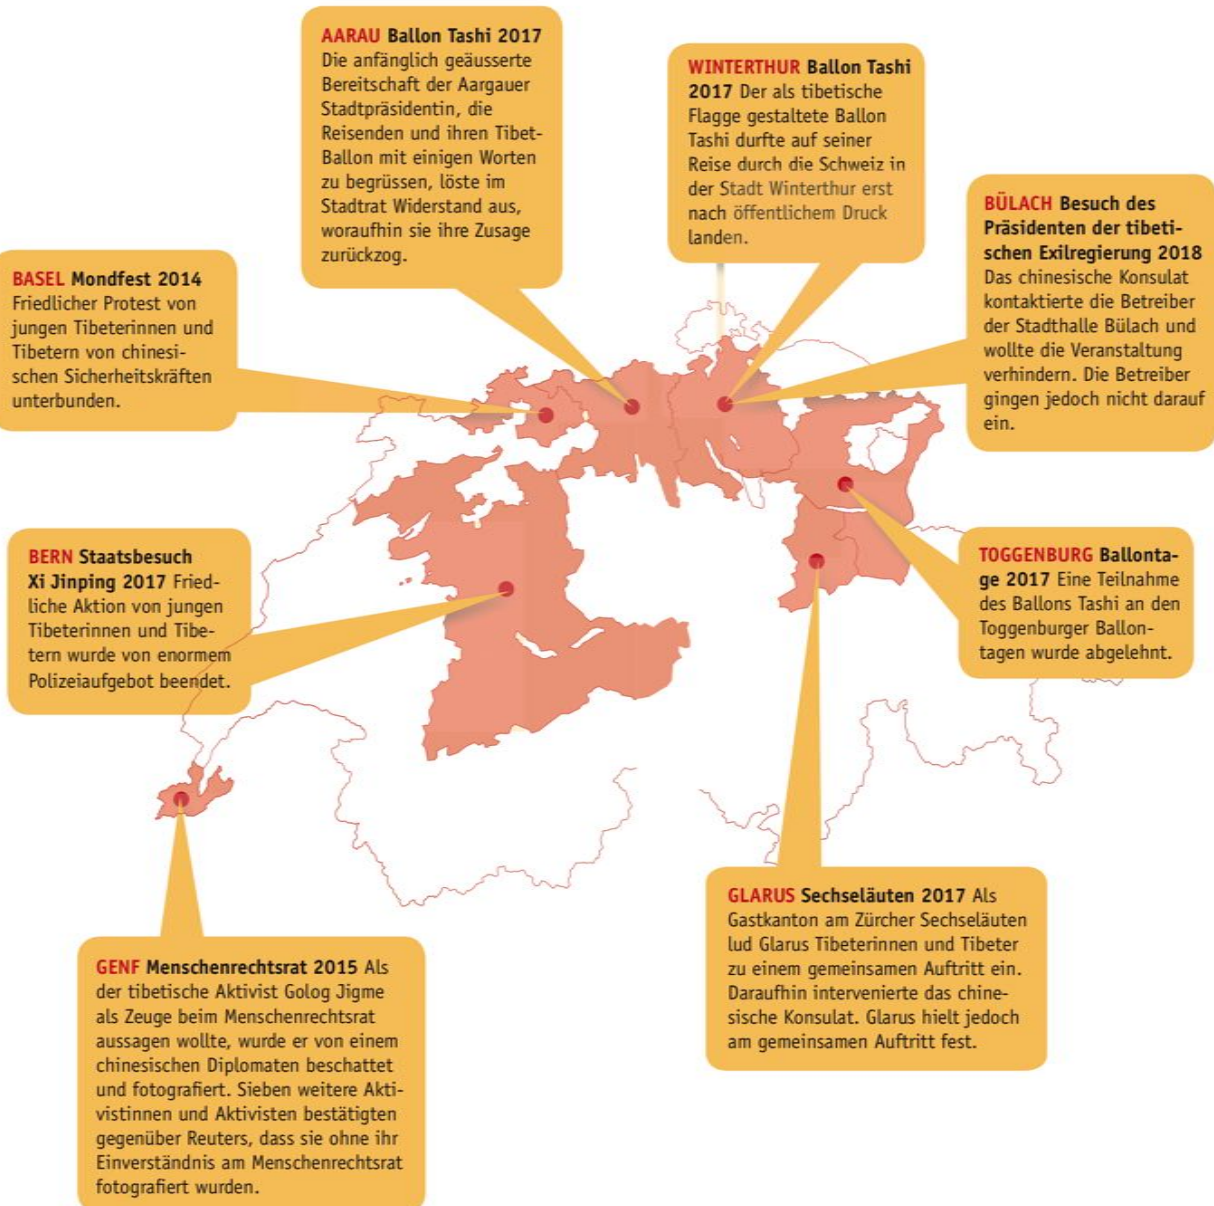 AARAU Ballon Tashi 2017
Die anfänglich geäusserte
Bereitschaft der Aargauer
Stadtpräsidentin, die
Reisenden und ihren Tibet-
Ballon mit einigen Worten
zu begrüssen, löste im
Stadtrat Widerstand aus,
woraufhin sie ihre Zusage
zurückzog.
WINTERTHUR Ballon Tashi
2017 Der als tibetische
Flagge gestaltete Ballon
Tashi durfte auf seiner
Reise durch die Schweiz in
der Stadt Winterthur erst
nach öffentlichem Druck
landen.
BÜLACH Besuch des
Präsidenten der tibeti-
schen Exilregierung 2018
Das chinesische Konsulat
kontaktierte die Betreiber
der Stadthalle Bülach und
wollte die Veranstaltung
verhindern. Die Betreiber
gingen jedoch nicht darauf
ein.
BASEL Mondfest 2014
Friedlicher Protest von
jungen Tibeterinnen und
Tibetern von chinesi-
schen Sicherheitskräften
unterbunden.
BERN Staatsbesuch
Xi Jinping 2017 Fried-
liche Aktion von jungen
Tibeterinnen und Tibe-
tern wurde von enormem
Polizeiaufgebot beendet.
TOGGENBURG Ballonta-
ge 2017 Eine Teilnahme
des Ballons Tashi an den
Toggenburger Ballon-
tagen wurde abgelehnt.
GLARUS Sechseläuten 2017 Als
Gastkanton am Zürcher Sechseläuten
lud Glarus Tibeterinnen und Tibeter
zu einem gemeinsamen Auftritt ein.
Daraufhin intervenierte das chine-
sische Konsulat. Glarus hielt jedoch
am gemeinsamen Auftritt fest.
GENF Menschenrechtsrat 2015 Als
der tibetische Aktivist Golog Jigme
als Zeuge beim Menschenrechtsrat
aussagen wollte, wurde er von einem
chinesischen Diplomaten beschattet
und fotografiert. Sieben weitere Akti-
vistinnen und Aktivisten bestätigten
gegenüber Reuters, dass sie ohne ihr
Einverständnis am Menschenrechtsrat
fotografiert wurden.